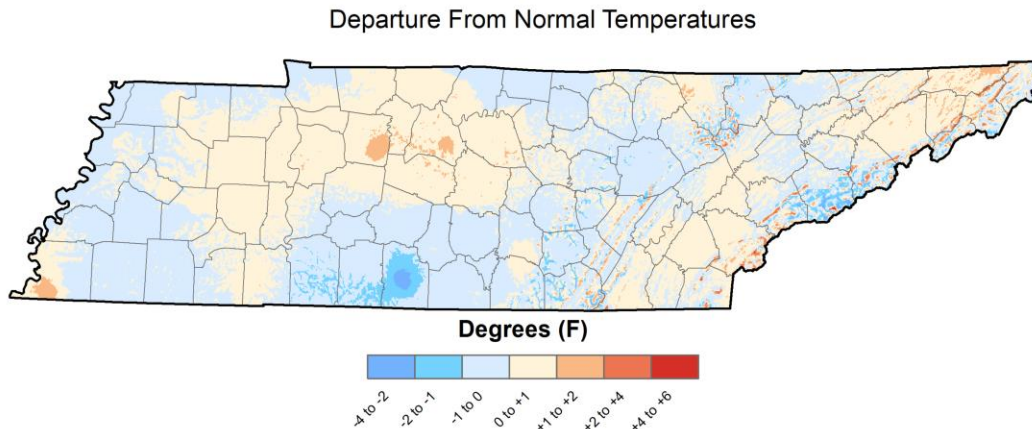 Departure From Normal Temperatures
Degrees (F)
-4 to -2
-2 to -1
-1 to 0
0 to +1
+1 to +2
+2 to +4
+4 to +6